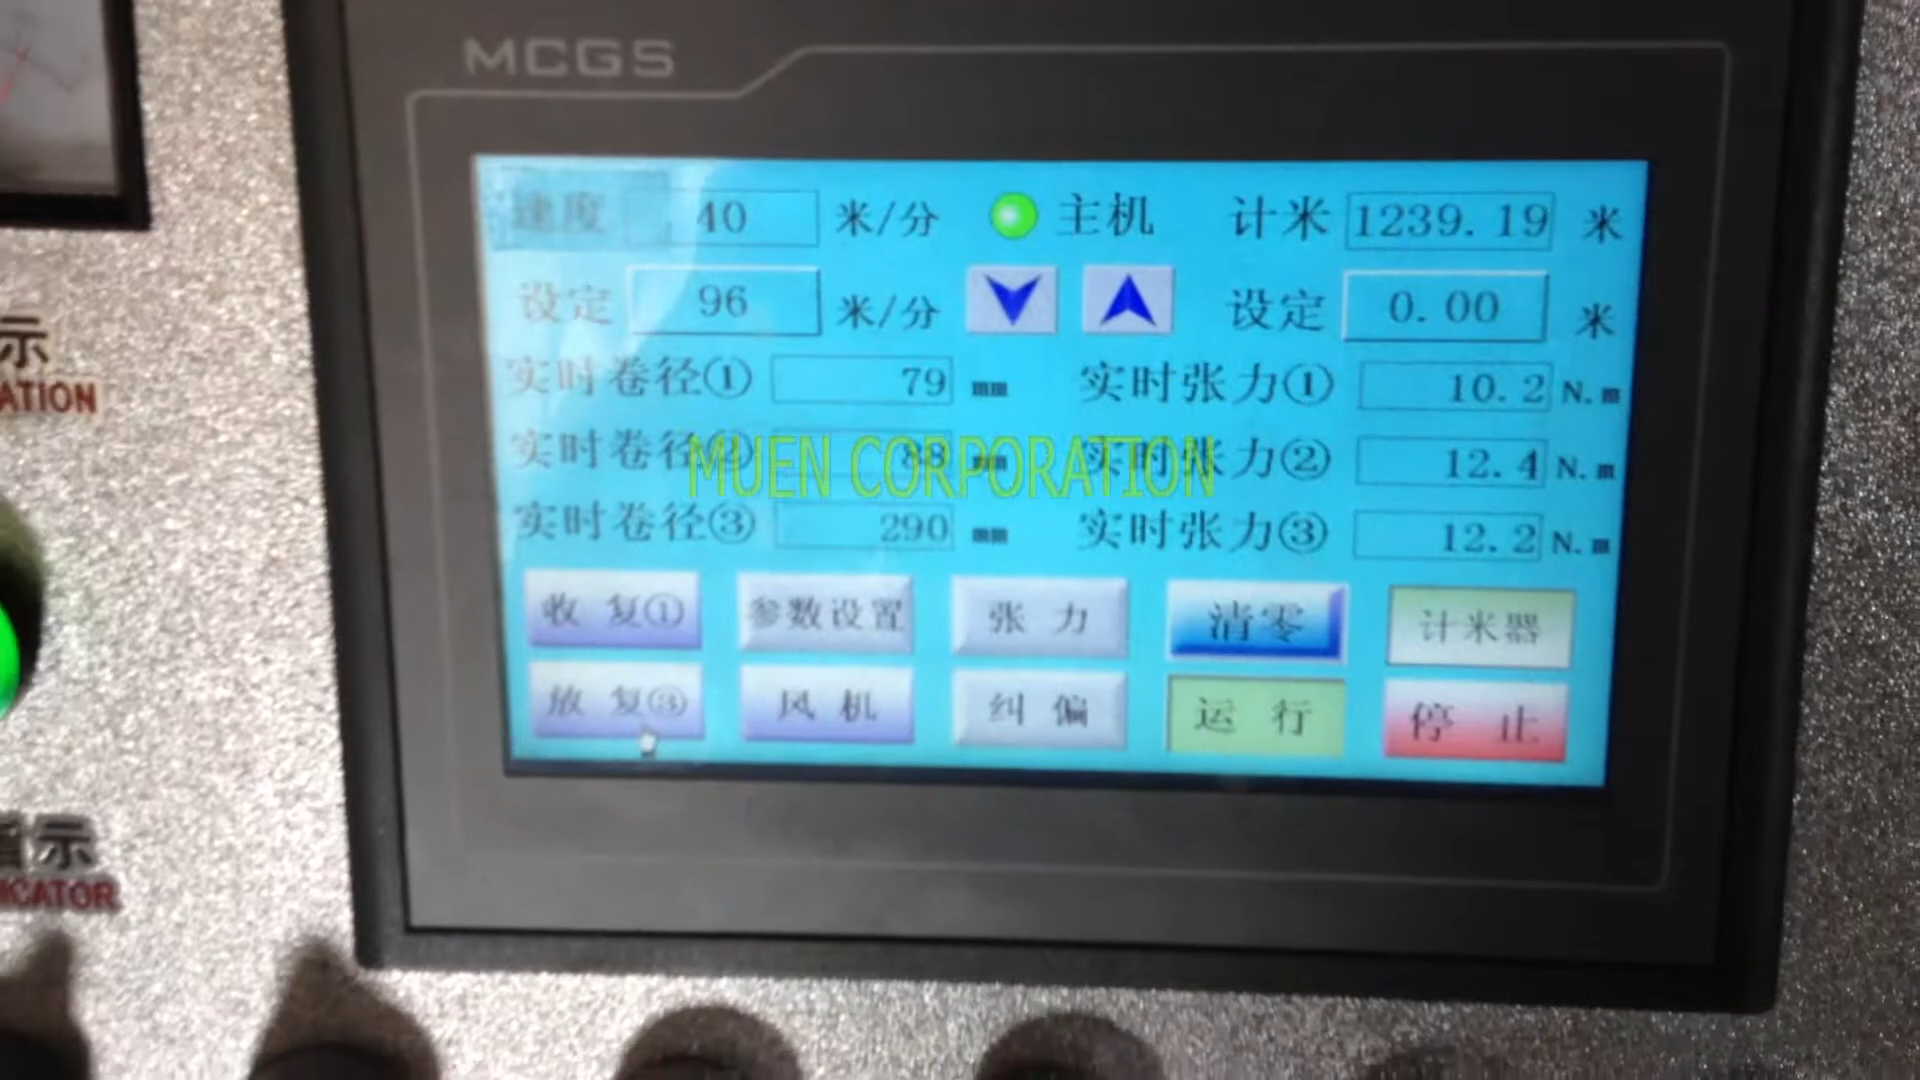 MCGS
速度 40 米/分 主机 计米 1239.19 米
设定 96 米/分 设定 0.00 米
实时卷径① 79 mm 实时张力① 10.2 N.m
实时卷径② 88 mm 实时张力② 12.4 N.m
MUEN CORPORATION
实时卷径③ 290 mm 实时张力③ 12.2 N.m
收 复① 参数设置 张 力 清零 计米器
放 复③ 风 机 纠 偏 运 行 停 止
示
ATION
指示
ICATOR